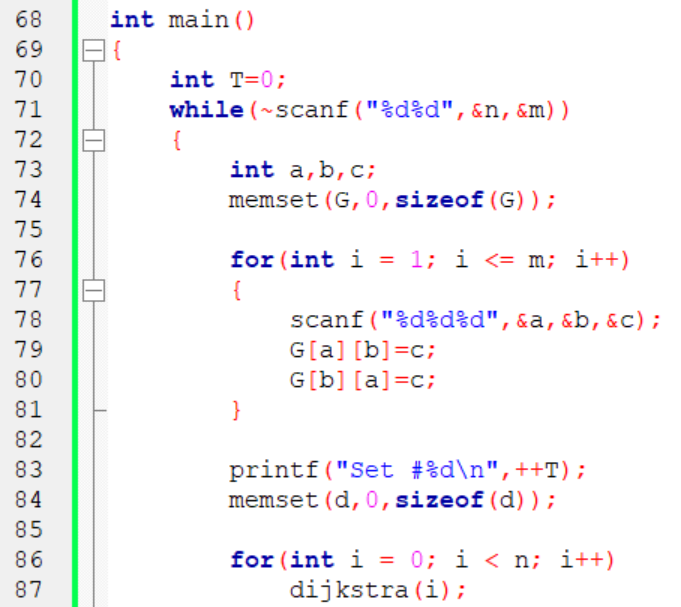 68 int main()
69 {
70     int T=0;
71     while(~scanf("%d%d",&n,&m))
72     {
73         int a,b,c;
74         memset(G,0,sizeof(G));
75
76         for(int i = 1; i <= m; i++)
77         {
78             scanf("%d%d%d",&a,&b,&c);
79             G[a][b]=c;
80             G[b][a]=c;
81         }
82
83         printf("Set #%d\n",++T);
84         memset(d,0,sizeof(d));
85
86         for(int i = 0; i < n; i++)
87             dijkstra(i);